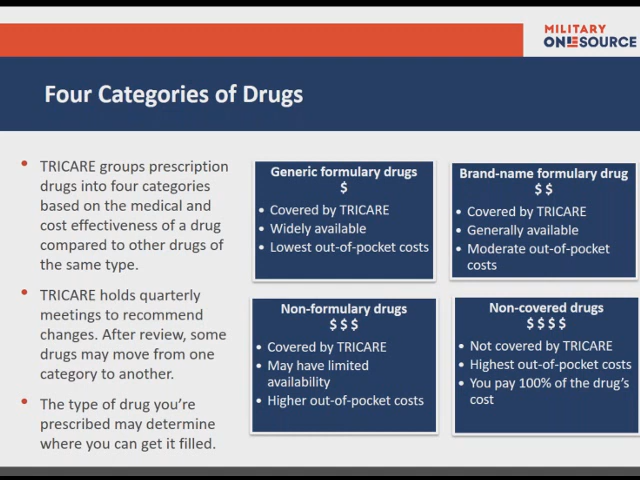 MILITARY
ONESOURCE
Four Categories of Drugs
• TRICARE groups prescription
drugs into four categories
based on the medical and
cost effectiveness of a drug
compared to other drugs of
the same type.
• TRICARE holds quarterly
meetings to recommend
changes. After review, some
drugs may move from one
category to another.
• The type of drug you’re
prescribed may determine
where you can get it filled.
Generic formulary drugs
$
• Covered by TRICARE
• Widely available
• Lowest out-of-pocket costs
Brand-name formulary drug
$ $
• Covered by TRICARE
• Generally available
• Moderate out-of-pocket
costs
Non-formulary drugs
$ $ $
• Covered by TRICARE
• May have limited
availability
• Higher out-of-pocket costs
Non-covered drugs
$ $ $ $
• Not covered by TRICARE
• Highest out-of-pocket costs
• You pay 100% of the drug’s
cost